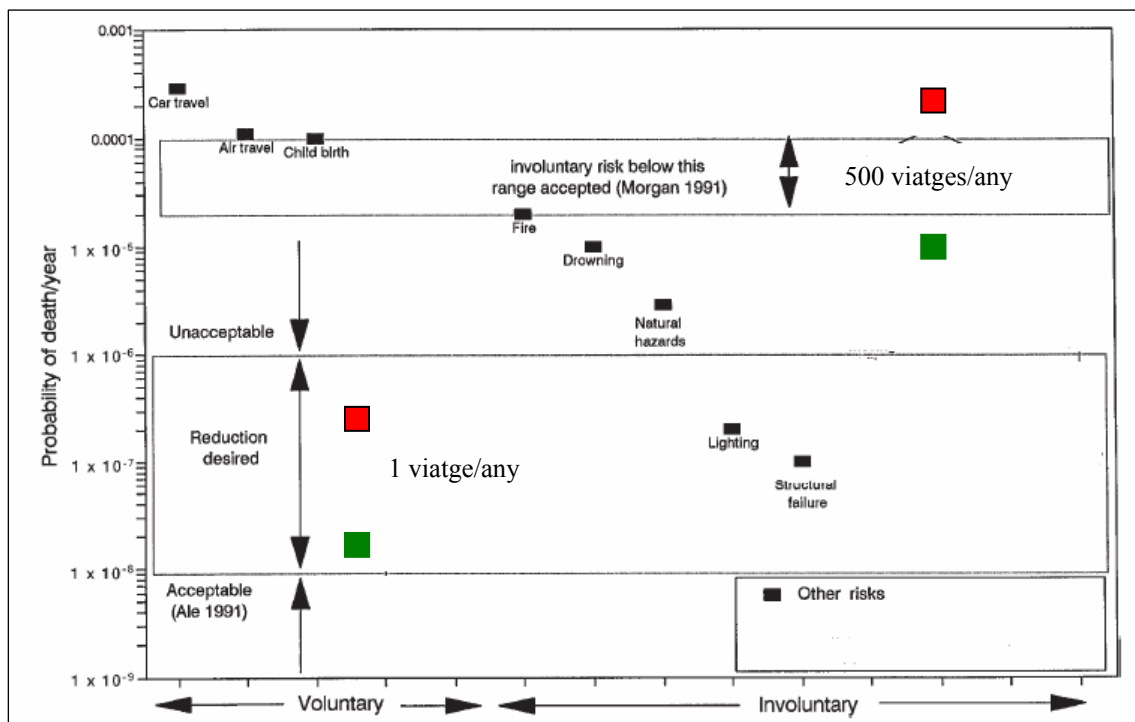 0.001
Car travel
0.0001
Air travel
Child birth
involuntary risk below this
range accepted (Morgan 1991)
500 viatges/any
Fire
1 x 10-5
Drowning
Natural
hazards
Unacceptable
1 x 10-6
Probability of death/year
Reduction
desired
1 viatge/any
Lighting
1 x 10-7
Structural
failure
1 x 10-8
Acceptable
(Ale 1991)
Other risks
1 x 10-9
Voluntary
Involuntary